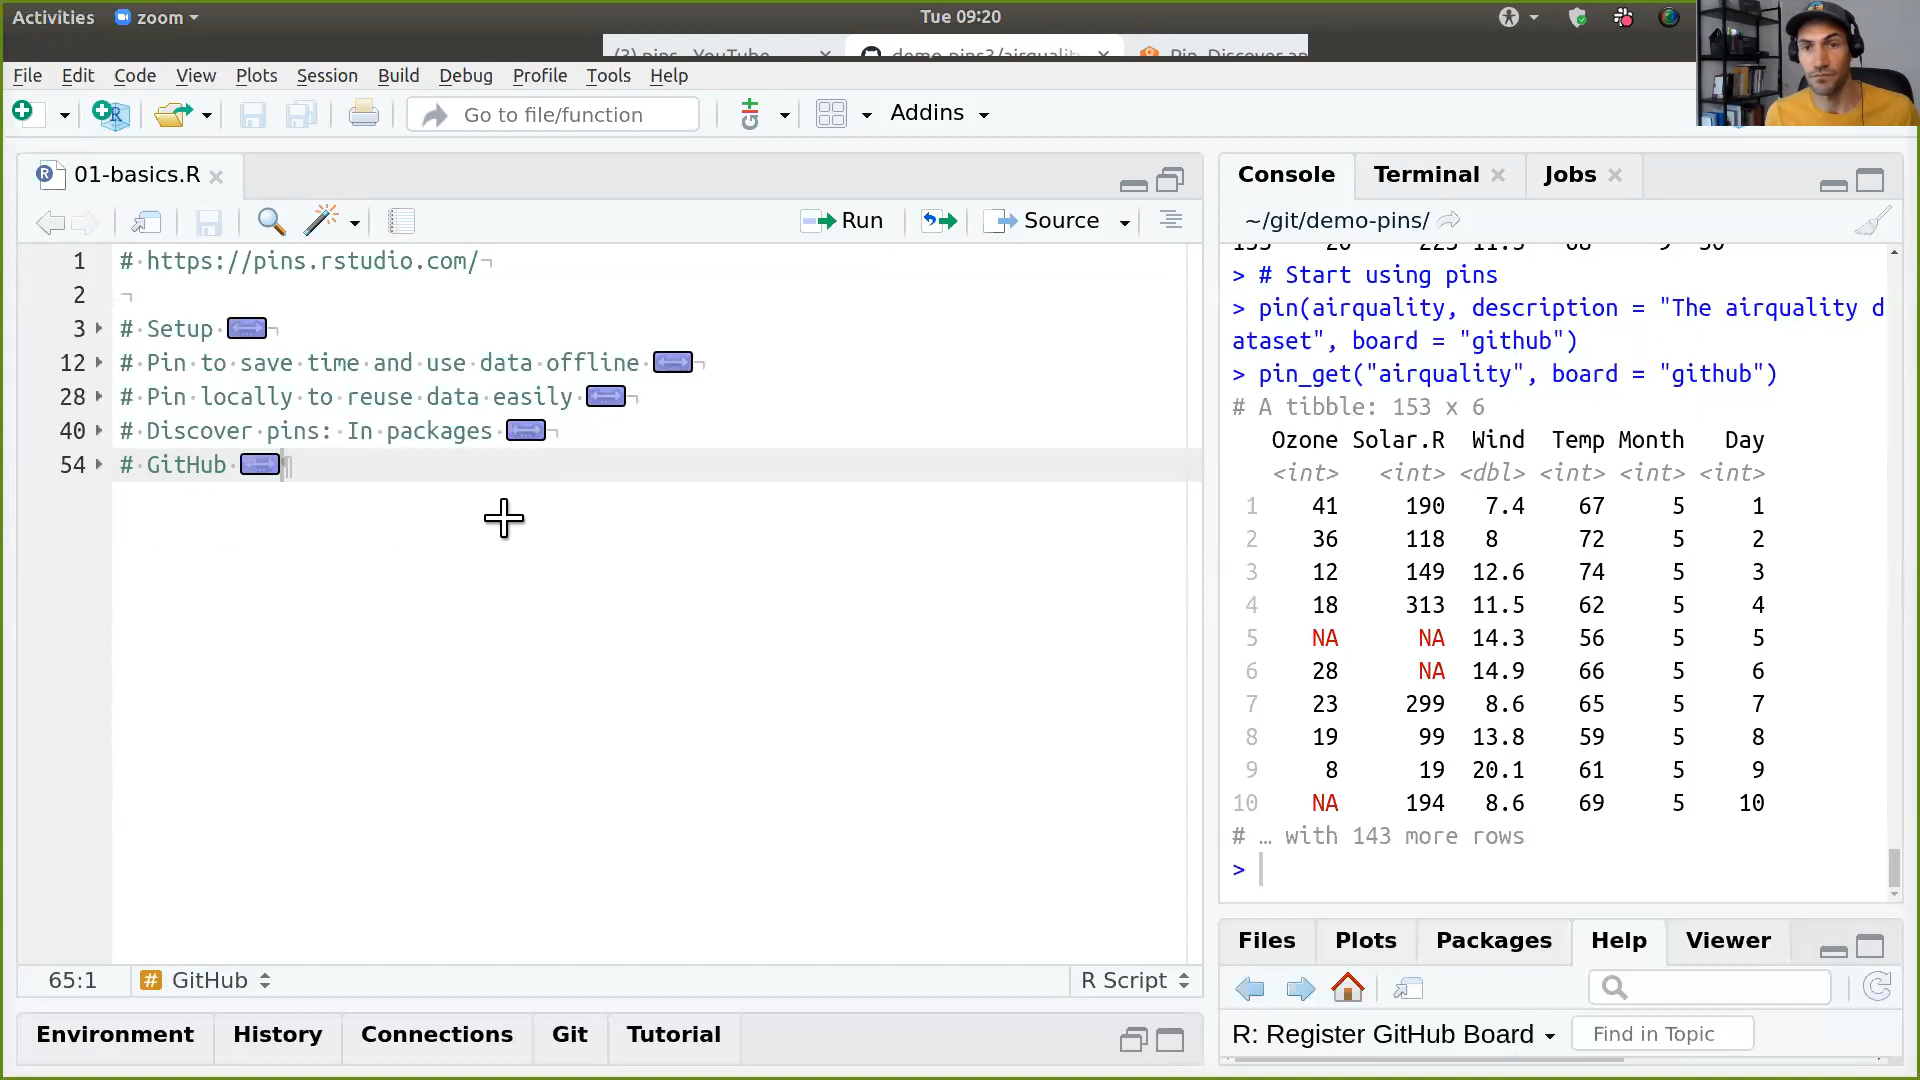 Activities zoom Tue 09:20
(3) pins - YouTube demo-pins3/airquality Pin, Discover an
File Edit Code View Plots Session Build Debug Profile Tools Help
Go to file/function Addins
01-basics.R
Run Source
1 # https://pins.rstudio.com/
2
3 # Setup
12 # Pin to save time and use data offline
28 # Pin locally to reuse data easily
40 # Discover pins: In packages
54 # GitHub
65:1 # GitHub R Script
Environment History Connections Git Tutorial
Console Terminal Jobs
~/git/demo-pins/
> # Start using pins
> pin(airquality, description = "The airquality d
ataset", board = "github")
> pin_get("airquality", board = "github")
# A tibble: 153 x 6
Ozone Solar.R Wind Temp Month Day
<int> <int> <dbl> <int> <int> <int>
1 41 190 7.4 67 5 1
2 36 118 8 72 5 2
3 12 149 12.6 74 5 3
4 18 313 11.5 62 5 4
5 NA NA 14.3 56 5 5
6 28 NA 14.9 66 5 6
7 23 299 8.6 65 5 7
8 19 99 13.8 59 5 8
9 8 19 20.1 61 5 9
10 NA 194 8.6 69 5 10
# … with 143 more rows
>
Files Plots Packages Help Viewer
R: Register GitHub Board Find in Topic